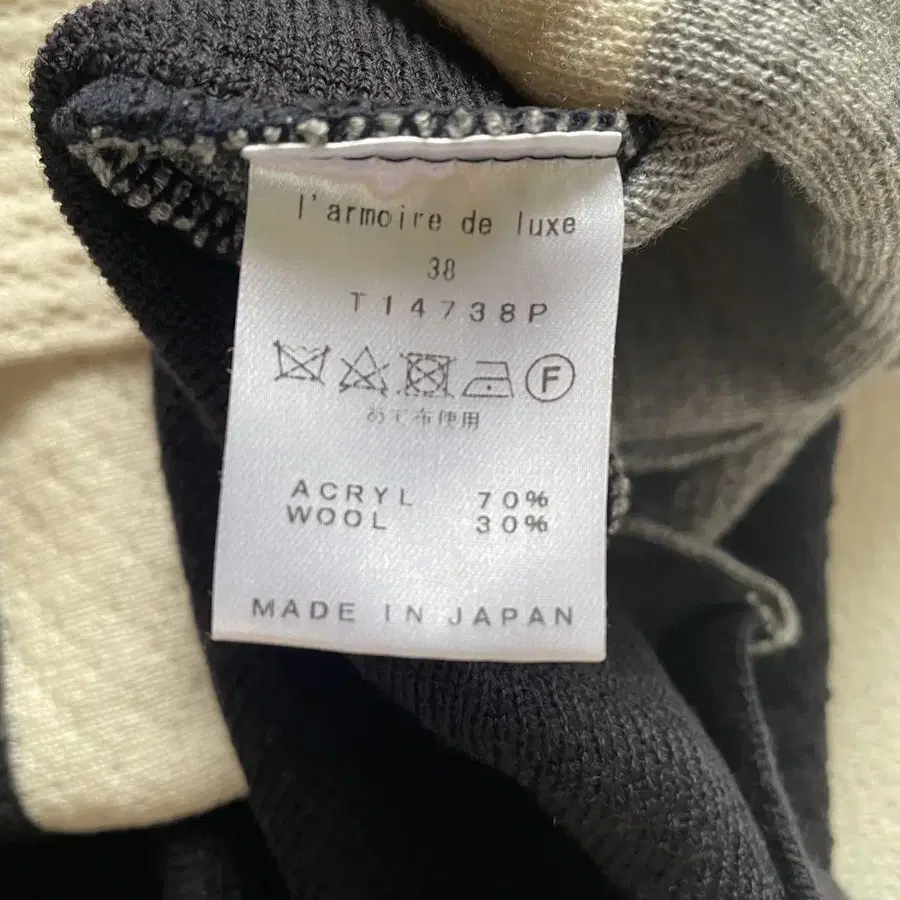 l'armoire de luxe
38
T14738P
F
あて布使用
ACRYL 70%
WOOL 30%
MADE IN JAPAN